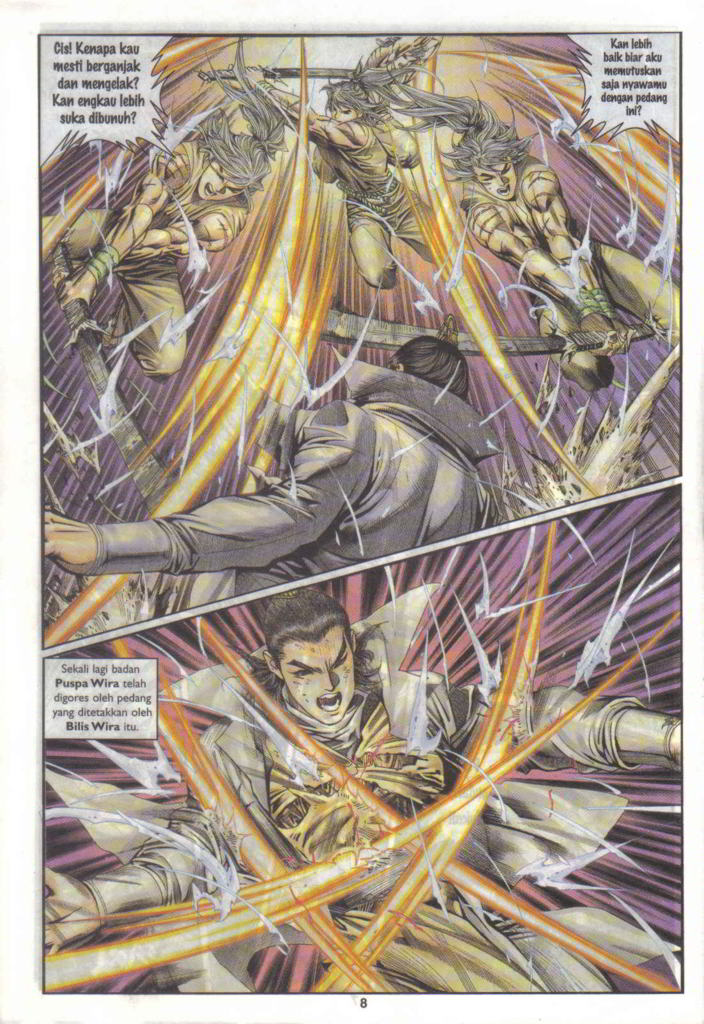 Cis! Kenapa kau
mesti berganjak
dan mengelak?
Kan engkau lebih
suka dibunuh?
Kan lebih
baik biar aku
memutuskan
saja nyawamu
dengan pedang
ini?
Sekali lagi badan
Puspa Wira telah
digores oleh pedang
yang ditetakkan oleh
Bilis Wira itu.
8